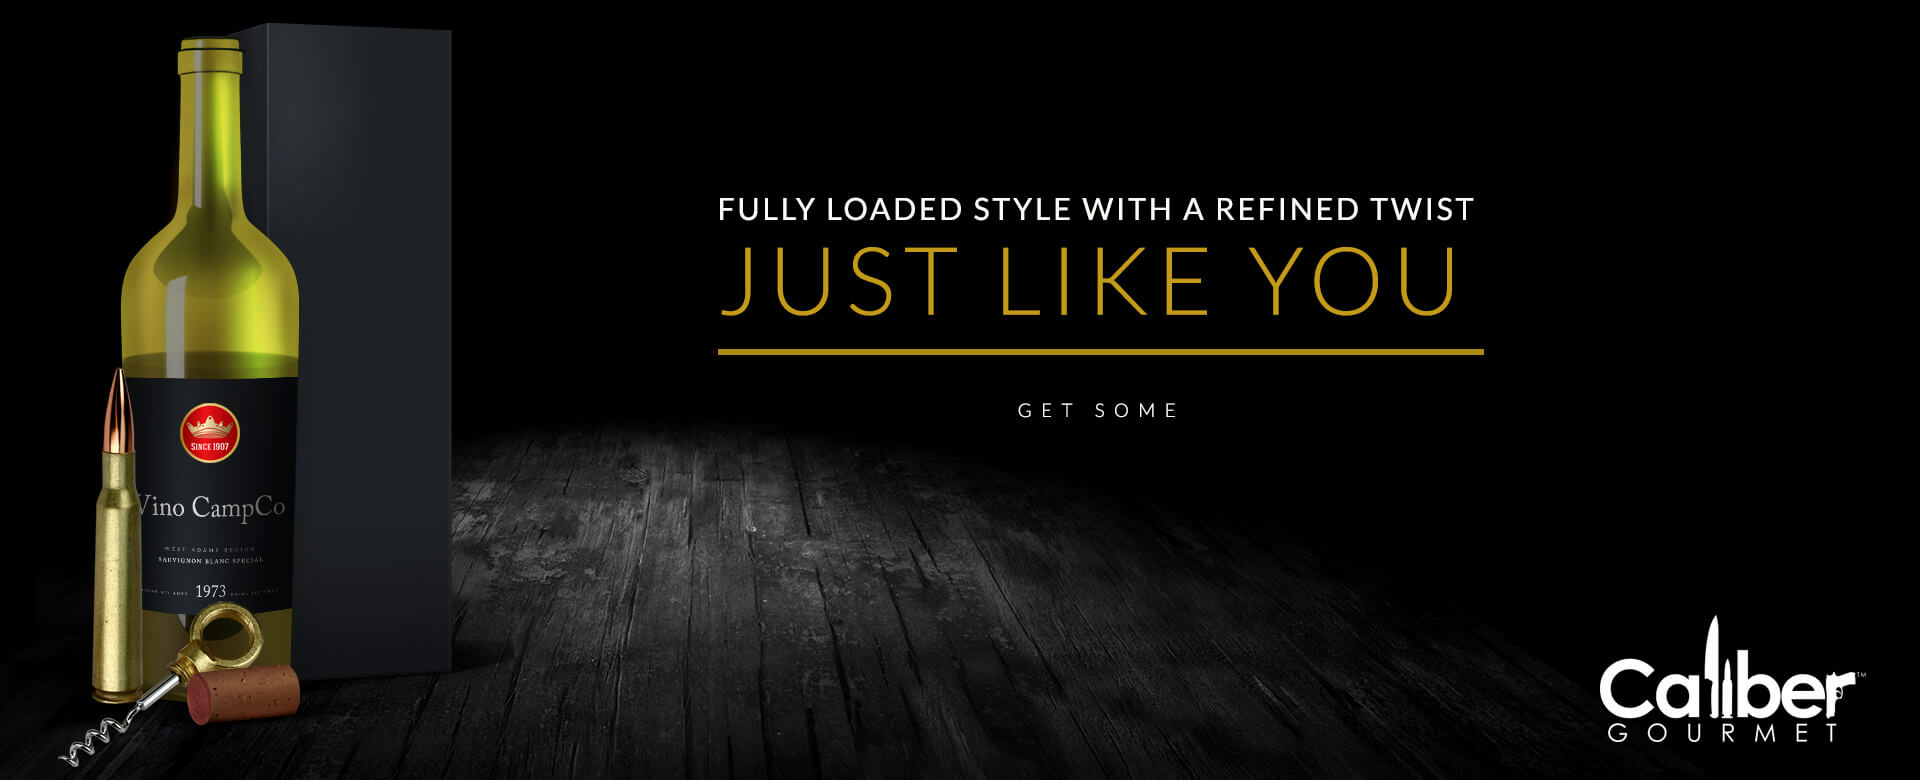 FULLY LOADED STYLE WITH A REFINED TWIST
JUST LIKE YOU
GET SOME
SINCE 1907
Vino CampCo
WEST ADAMS REGION
SAUVIGNON BLANC SPECIAL
1973
Caliber™
GOURMET